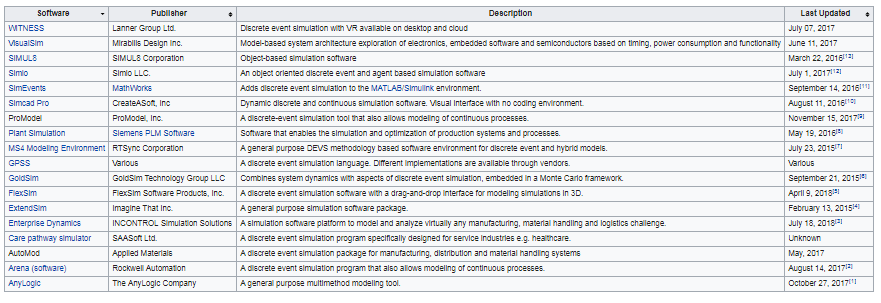 Software Publisher Description Last Updated
WITNESS Lanner Group Ltd. Discrete event simulation with VR available on desktop and cloud July 07, 2017
VisualSim Mirabilis Design Inc. Model-based system architecture exploration of electronics, embedded software and semiconductors based on timing, power consumption and functionality June 11, 2017
SIMUL8 SIMUL8 Corporation Object-based simulation software March 22, 2016[13]
Simio Simio LLC. An object oriented discrete event and agent based simulation software July 1, 2017[12]
SimEvents MathWorks Adds discrete event simulation to the MATLAB/Simulink environment. September 14, 2016[11]
Simcad Pro CreateASoft, Inc Dynamic discrete and continuous simulation software. Visual interface with no coding environment. August 11, 2016[10]
ProModel ProModel, Inc. A discrete-event simulation tool that also allows modeling of continuous processes. November 15, 2017[9]
Plant Simulation Siemens PLM Software Software that enables the simulation and optimization of production systems and processes. May 19, 2016[8]
MS4 Modeling Environment RTSync Corporation A general purpose DEVS methodology based software environment for discrete event and hybrid models. July 23, 2015[7]
GPSS Various A discrete event simulation language. Different implementations are available through vendors. Various
GoldSim GoldSim Technology Group LLC Combines system dynamics with aspects of discrete event simulation, embedded in a Monte Carlo framework. September 21, 2015[6]
FlexSim FlexSim Software Products, Inc. A discrete event simulation software with a drag-and-drop interface for modeling simulations in 3D. April 9, 2018[5]
ExtendSim Imagine That Inc. A general purpose simulation software package. February 13, 2015[4]
Enterprise Dynamics INCONTROL Simulation Solutions A simulation software platform to model and analyze virtually any manufacturing, material handling and logistics challenge. July 18, 2018[3]
Care pathway simulator SAASoft Ltd. A discrete event simulation program specifically designed for service industries e.g. healthcare. Unknown
AutoMod Applied Materials A discrete event simulation package for manufacturing, distribution and material handling systems May, 2017
Arena (software) Rockwell Automation A discrete event simulation program that also allows modeling of continuous processes. August 14, 2017[2]
AnyLogic The AnyLogic Company A general purpose multimethod modeling tool. October 27, 2017[1]